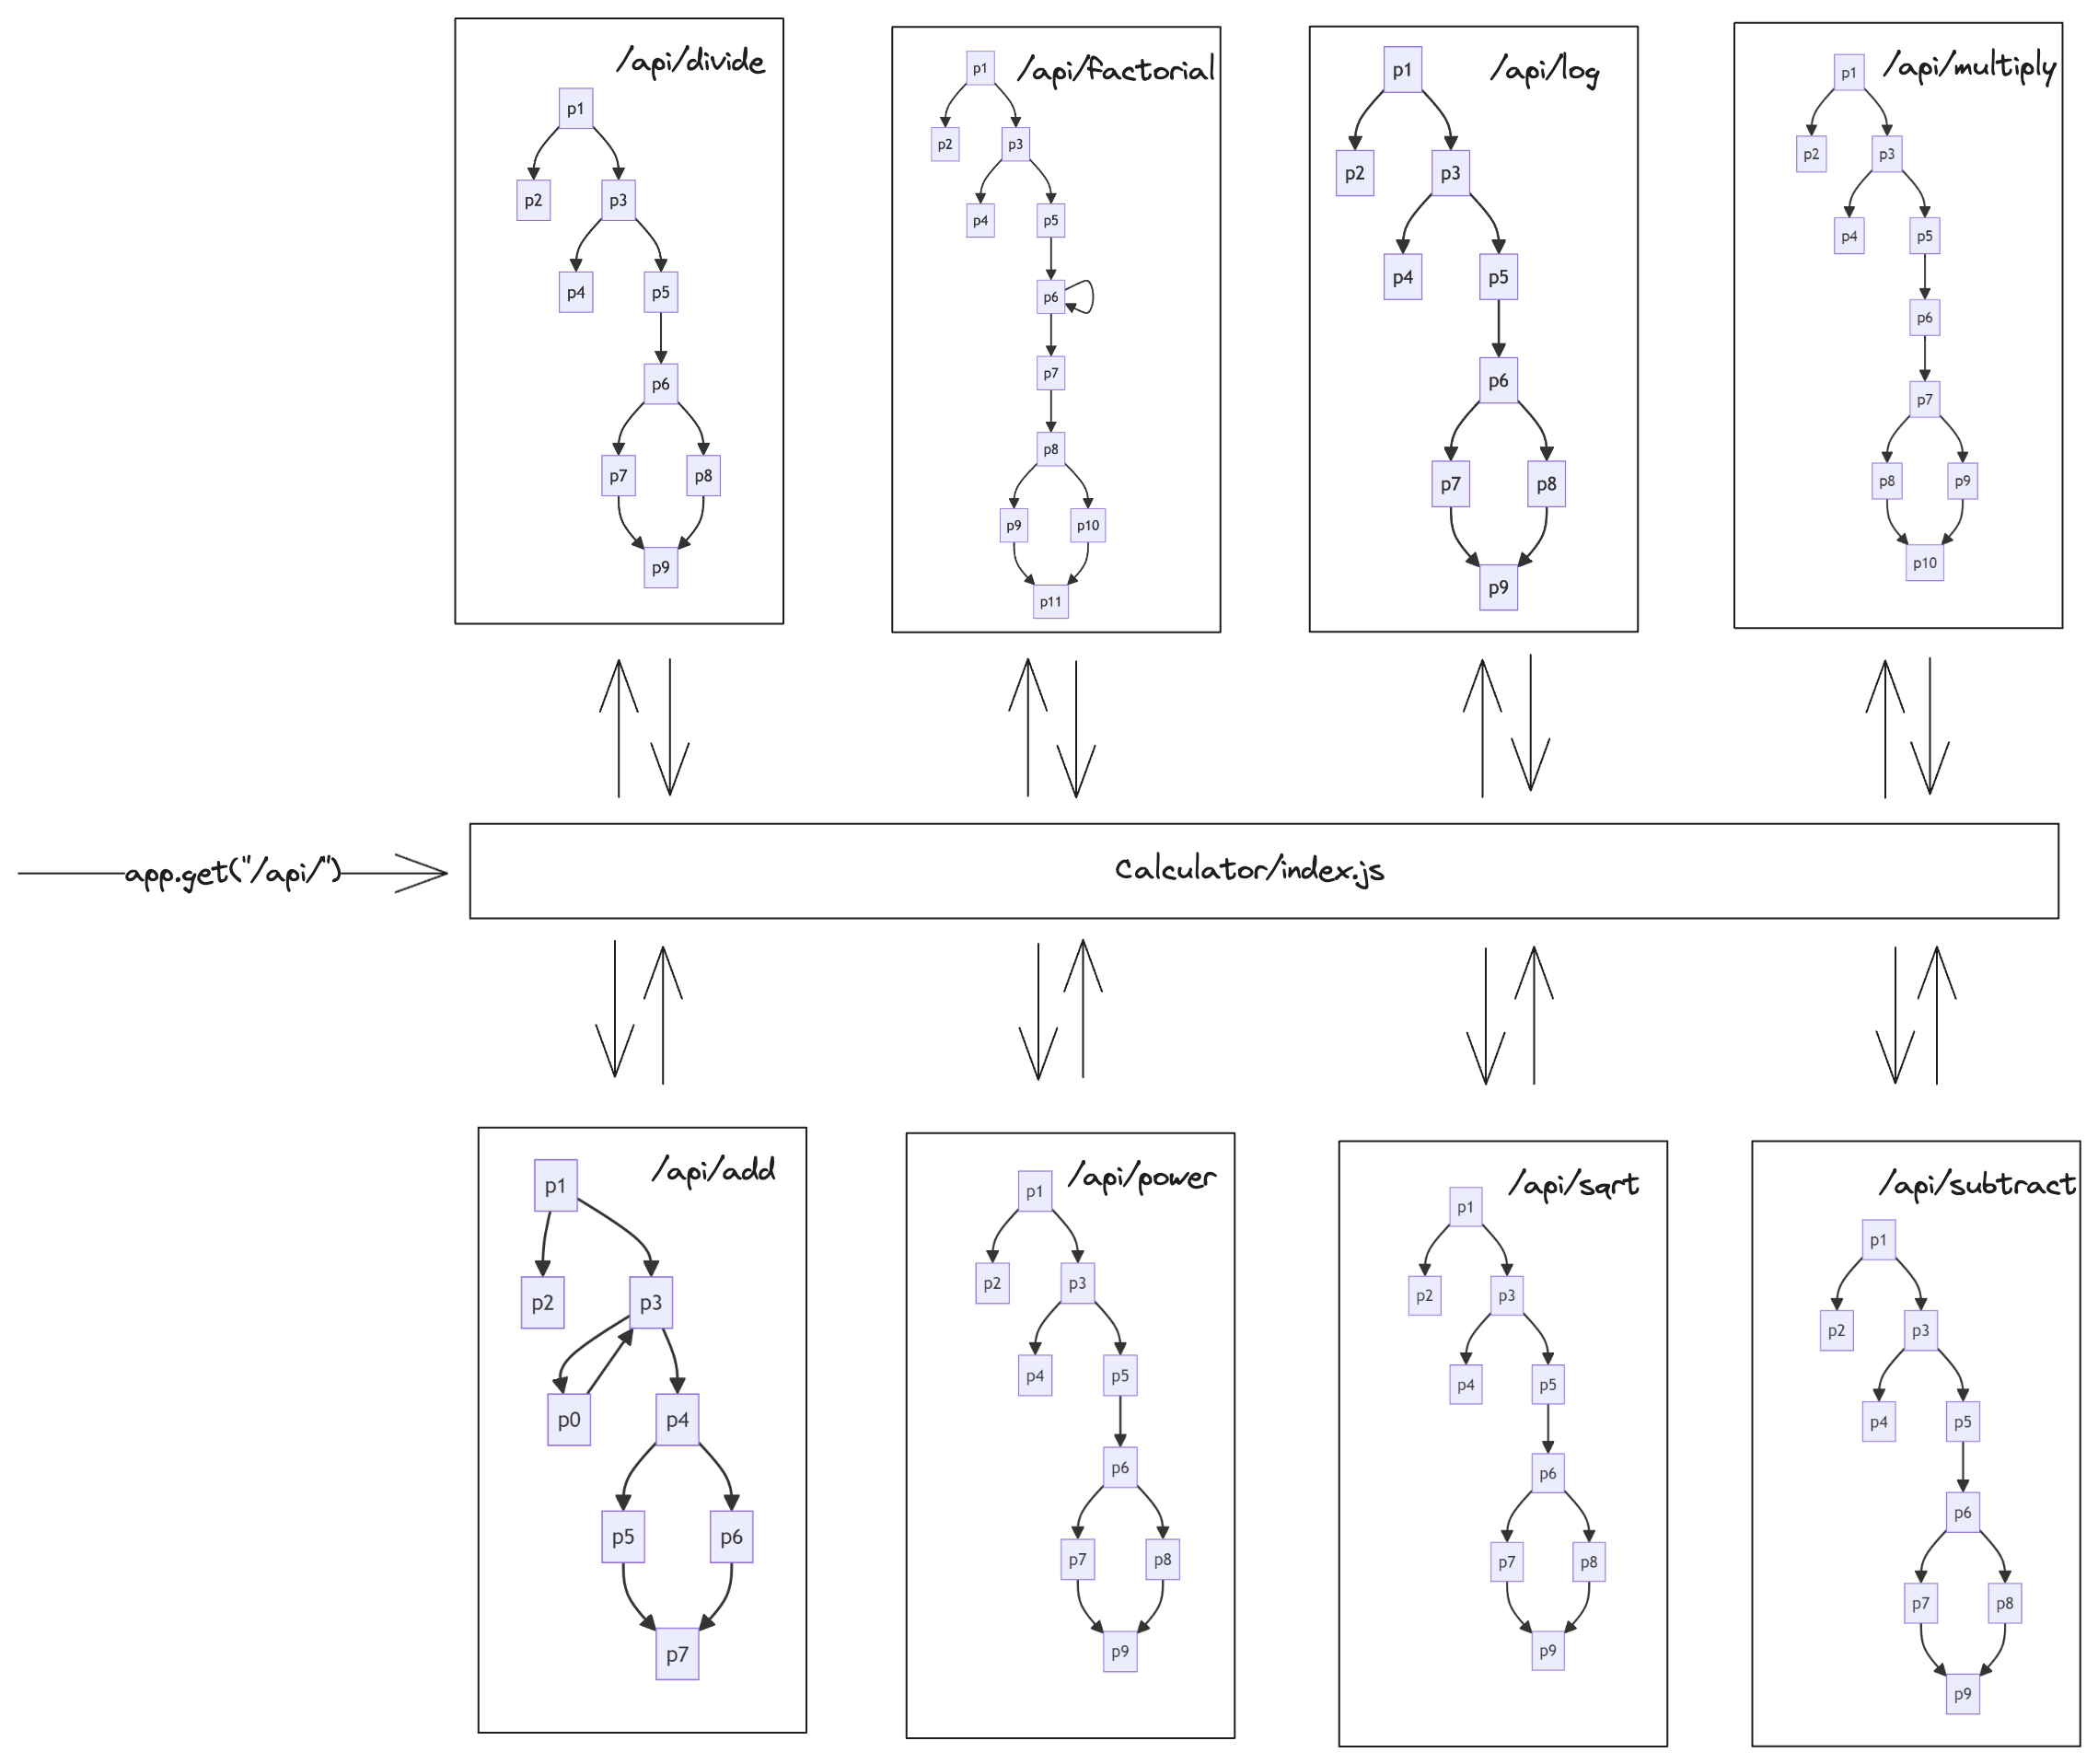 /api/divide
p1
p2
p3
p4
p5
p6
p7
p8
p9
/api/factorial
p1
p2
p3
p4
p5
p6
p7
p8
p9
p10
p11
/api/log
p1
p2
p3
p4
p5
p6
p7
p8
p9
/api/multiply
p1
p2
p3
p4
p5
p6
p7
p8
p9
p10
app.get("/api/")
Calculator/index.js
/api/add
p1
p2
p3
p0
p4
p5
p6
p7
/api/power
p1
p2
p3
p4
p5
p6
p7
p8
p9
/api/sqrt
p1
p2
p3
p4
p5
p6
p7
p8
p9
/api/subtract
p1
p2
p3
p4
p5
p6
p7
p8
p9